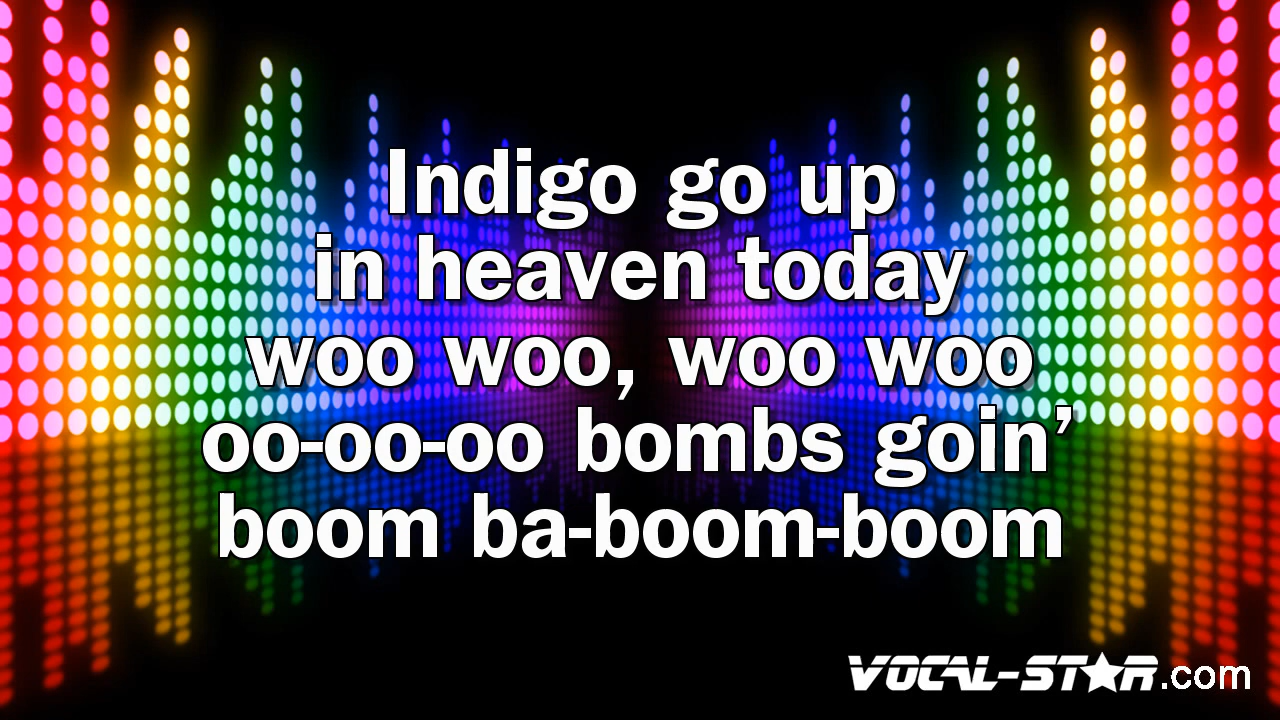 Indigo go up
in heaven today
woo woo, woo woo
oo-oo-oo bombs goin’
boom ba-boom-boom
VOCAL-STAR.com